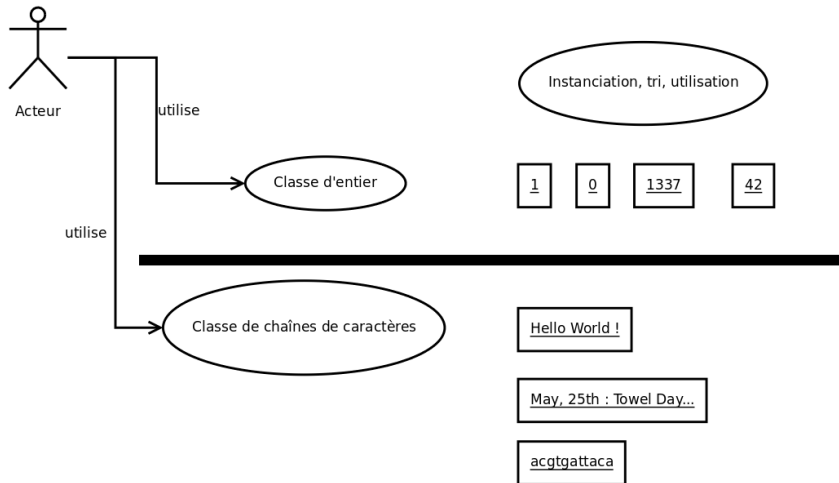 Acteur
utilise
Instanciation, tri, utilisation
Classe d'entier
1
0
1337
42
utilise
Classe de chaînes de caractères
Hello World !
May, 25th : Towel Day...
acgtgattaca